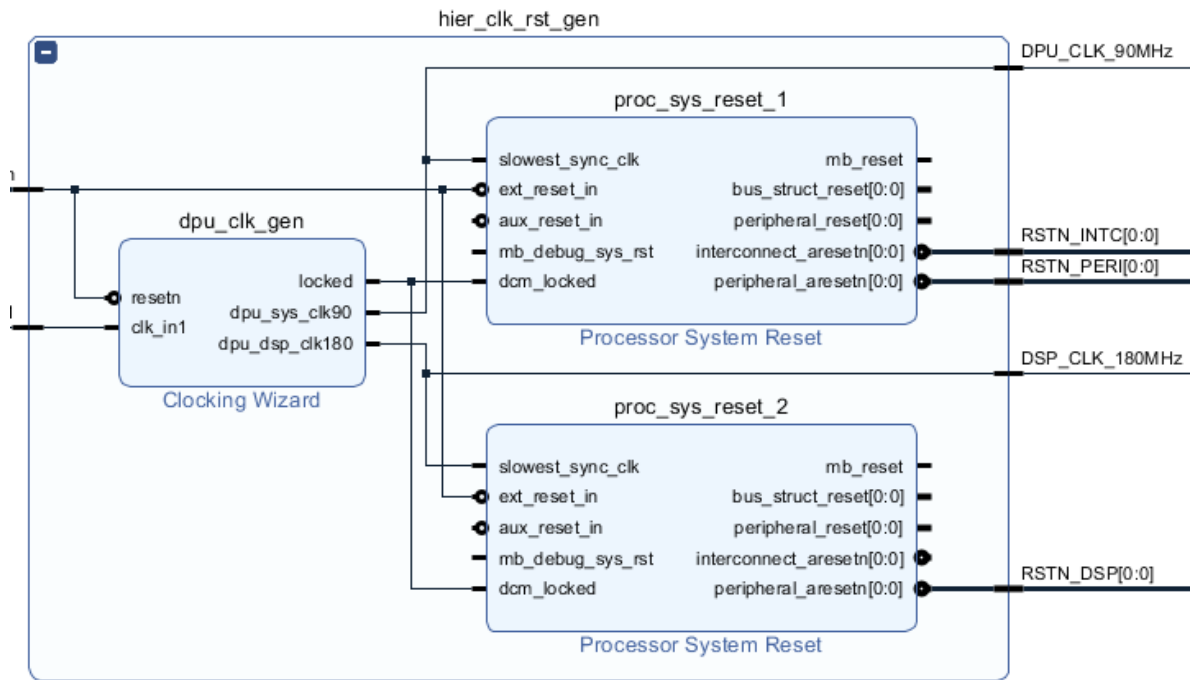 hier_clk_rst_gen
DPU_CLK_90MHz
proc_sys_reset_1
slowest_sync_clk
mb_reset
ext_reset_in
bus_struct_reset[0:0]
aux_reset_in
peripheral_reset[0:0]
mb_debug_sys_rst
interconnect_aresetn[0:0]
dcm_locked
peripheral_aresetn[0:0]
Processor System Reset
RSTN_INTC[0:0]
RSTN_PERI[0:0]
dpu_clk_gen
locked
resetn
dpu_sys_clk90
clk_in1
dpu_dsp_clk180
Clocking Wizard
DSP_CLK_180MHz
proc_sys_reset_2
slowest_sync_clk
mb_reset
ext_reset_in
bus_struct_reset[0:0]
aux_reset_in
peripheral_reset[0:0]
mb_debug_sys_rst
interconnect_aresetn[0:0]
dcm_locked
peripheral_aresetn[0:0]
Processor System Reset
RSTN_DSP[0:0]